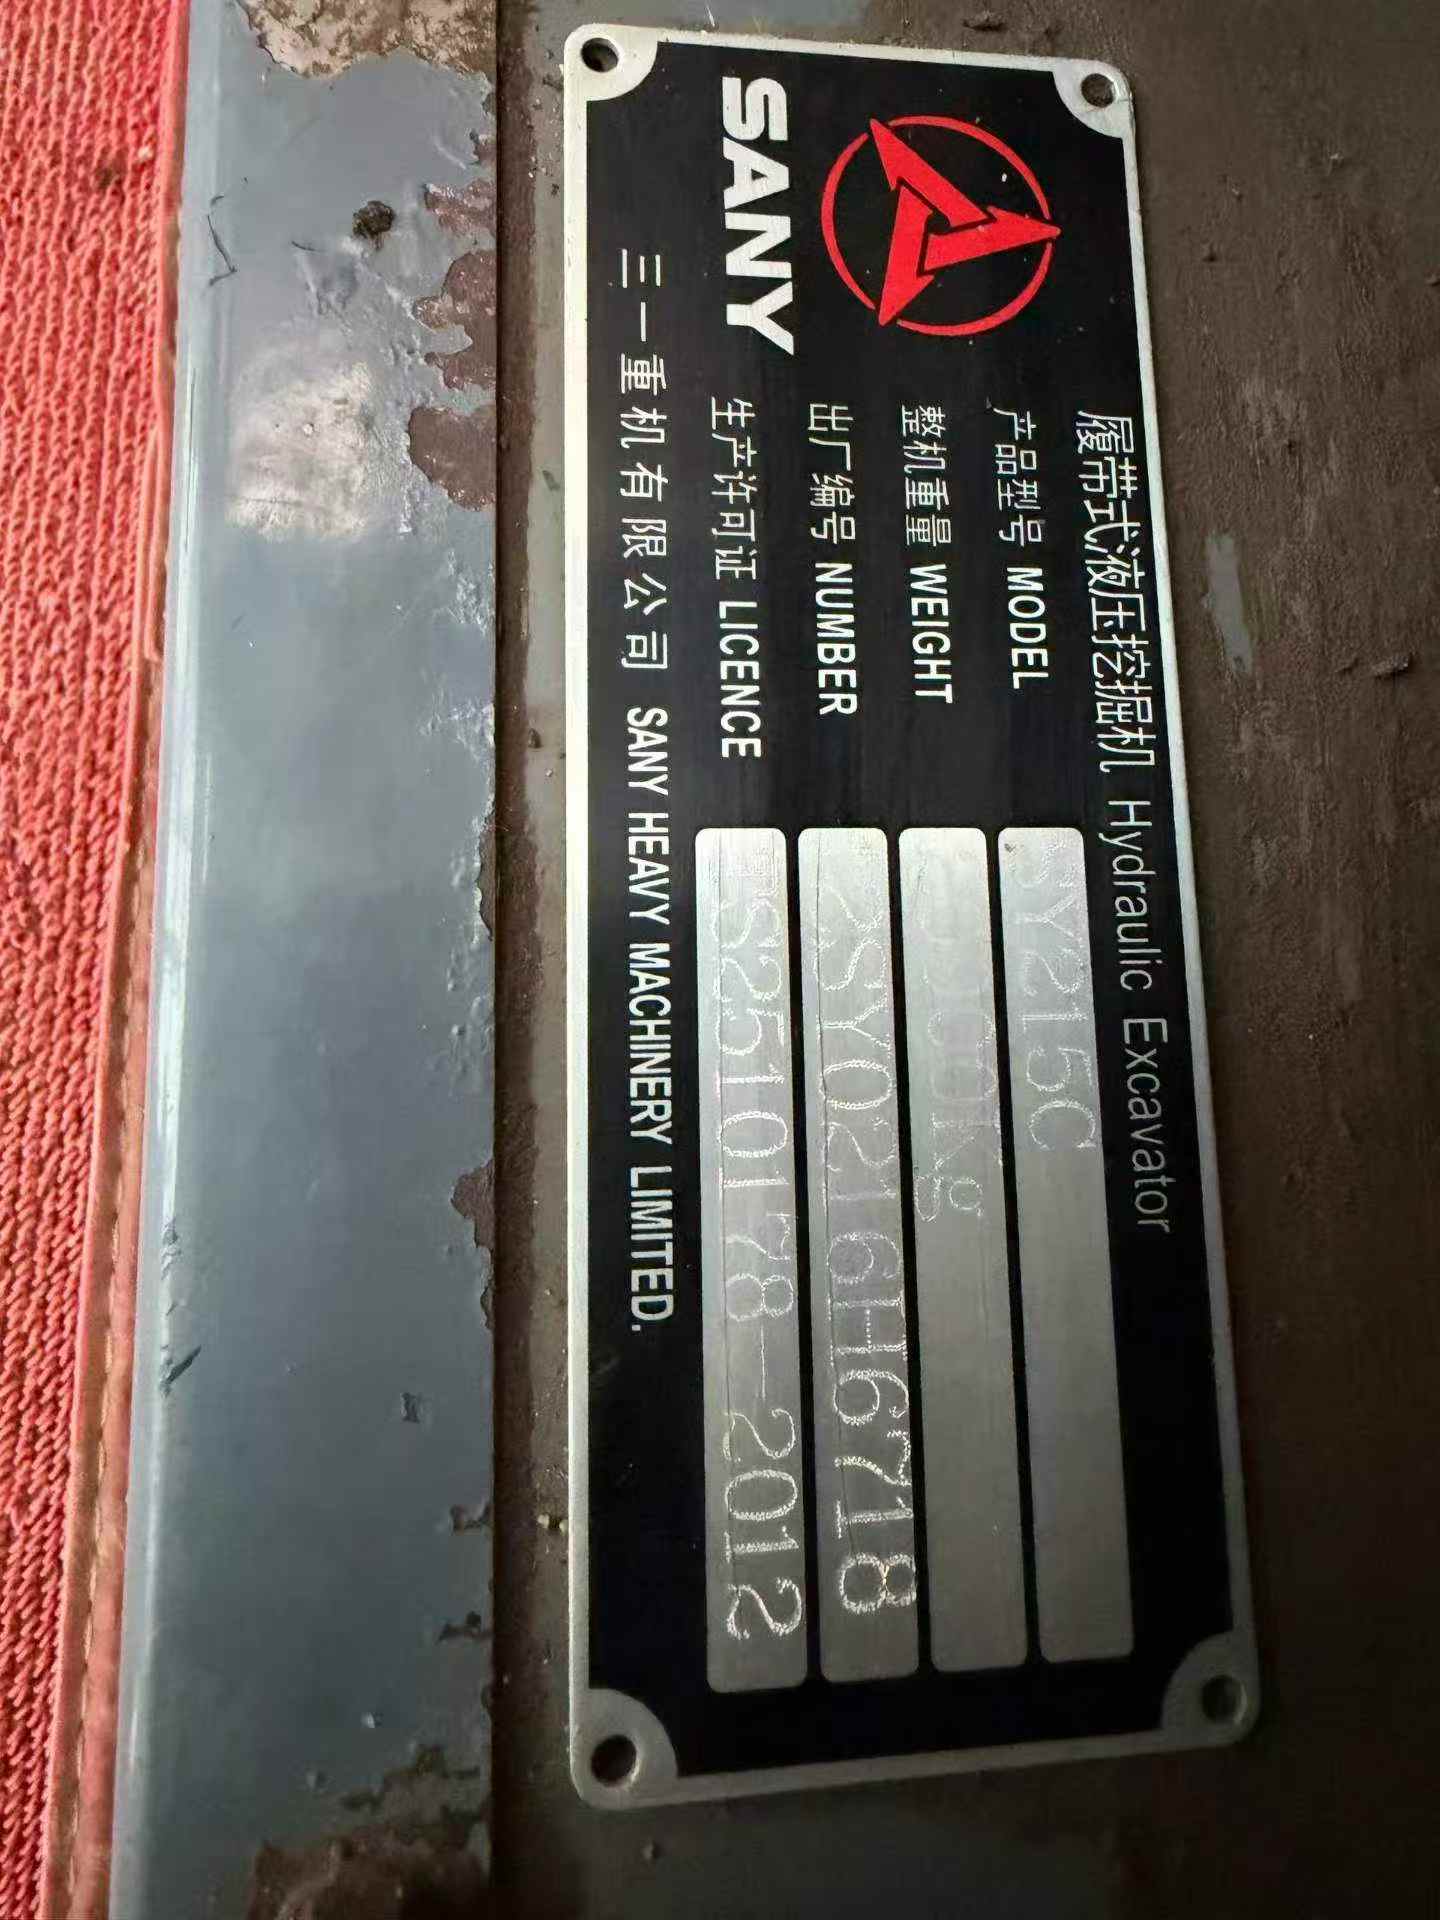 SANY
履带式液压挖掘机 Hydraulic Excavator
产品型号 MODEL SY215C
整机重量 WEIGHT
出厂编号 NUMBER ZSY0216H6718
生产许可证 LICENCE TS2510178-2012
三一重机有限公司 SANY HEAVY MACHINERY LIMITED.